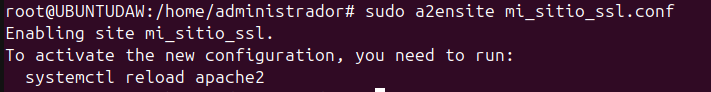 root@UBUNTUDAW:/home/administrador# sudo a2ensite mi_sitio_ssl.conf
Enabling site mi_sitio_ssl.
To activate the new configuration, you need to run:
  systemctl reload apache2